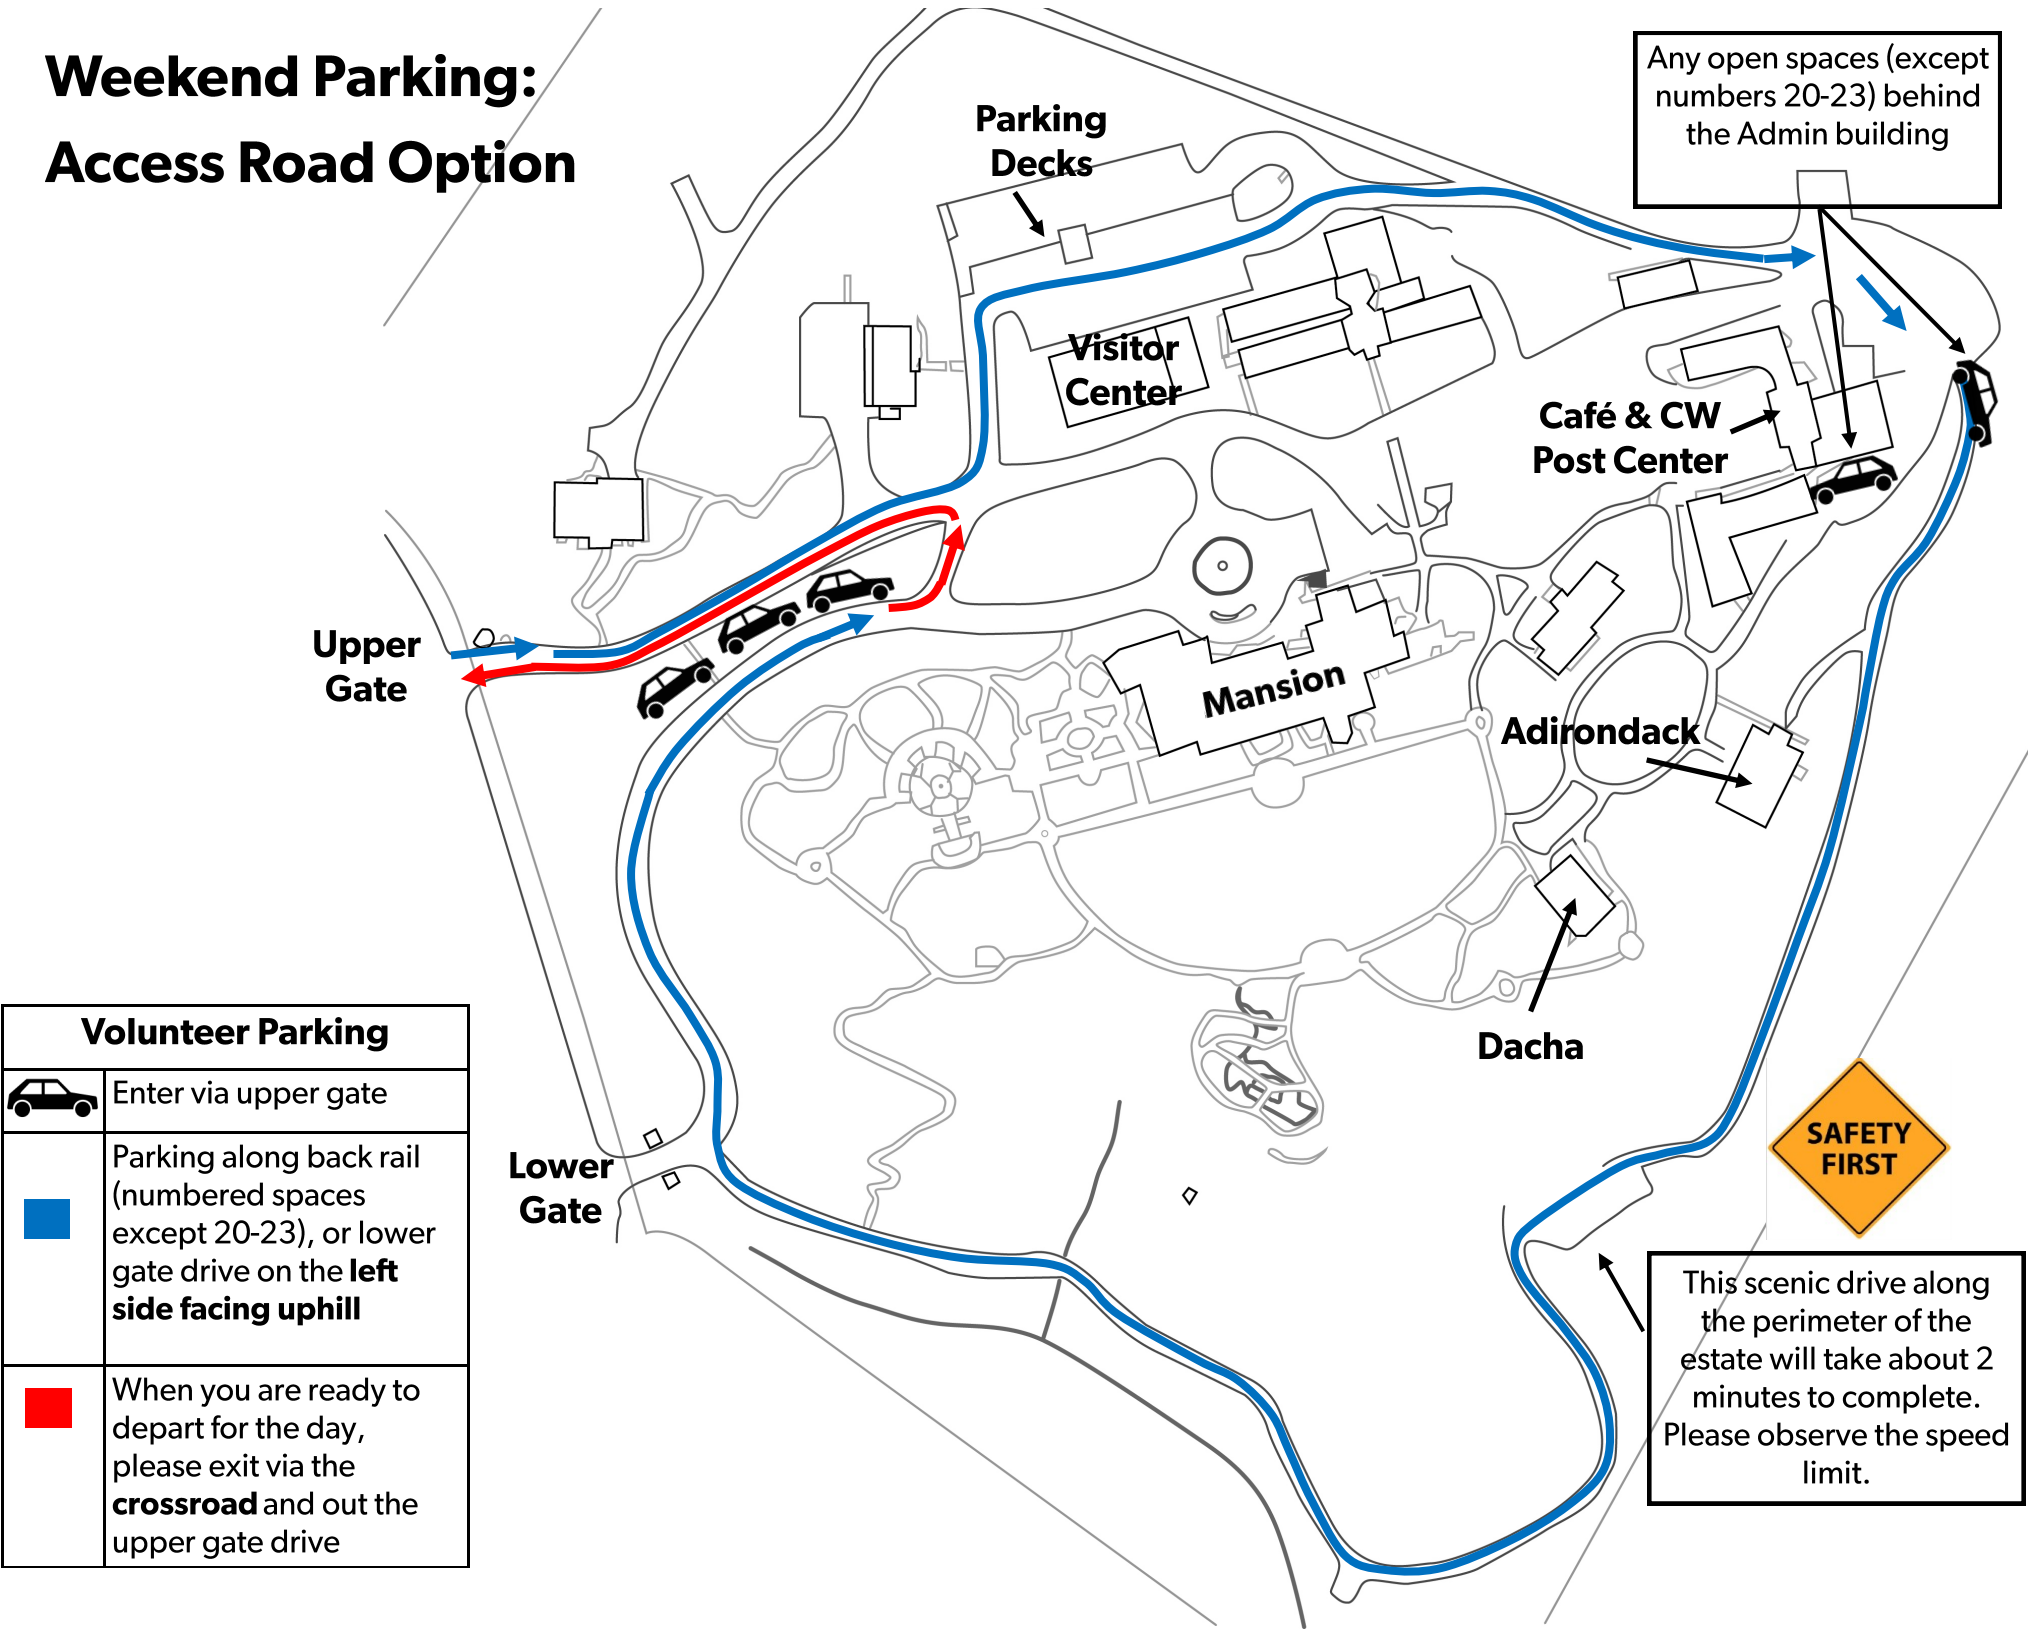 Weekend Parking:
Access Road Option
Parking
Decks
Any open spaces (except
numbers 20-23) behind
the Admin building
Visitor
Center
Café & CW
Post Center
Upper
Gate
Mansion
Adirondack
Dacha
Lower
Gate
Volunteer Parking
Enter via upper gate
Parking along back rail
(numbered spaces
except 20-23), or lower
gate drive on the left
side facing uphill
When you are ready to
depart for the day,
please exit via the
crossroad and out the
upper gate drive
SAFETY
FIRST
This scenic drive along
the perimeter of the
estate will take about 2
minutes to complete.
Please observe the speed
limit.